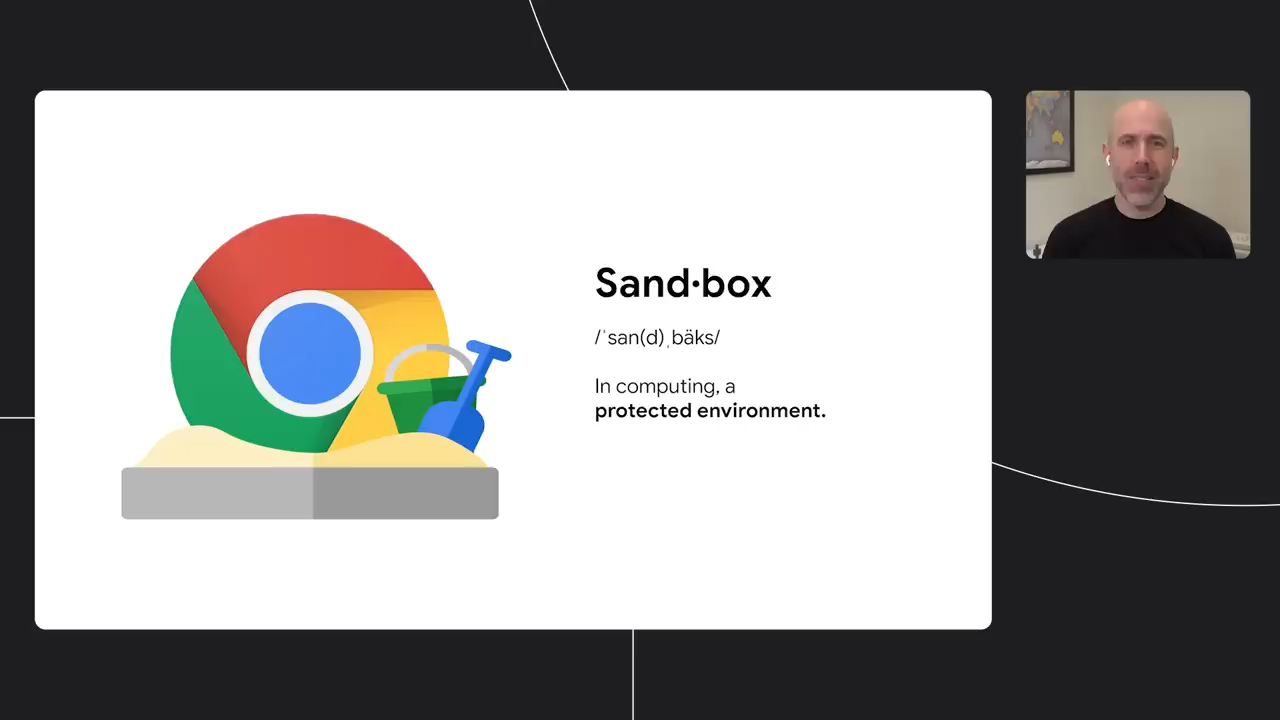 Sand·box
/ˈsan(d)ˌbäks/
In computing, a
protected environment.